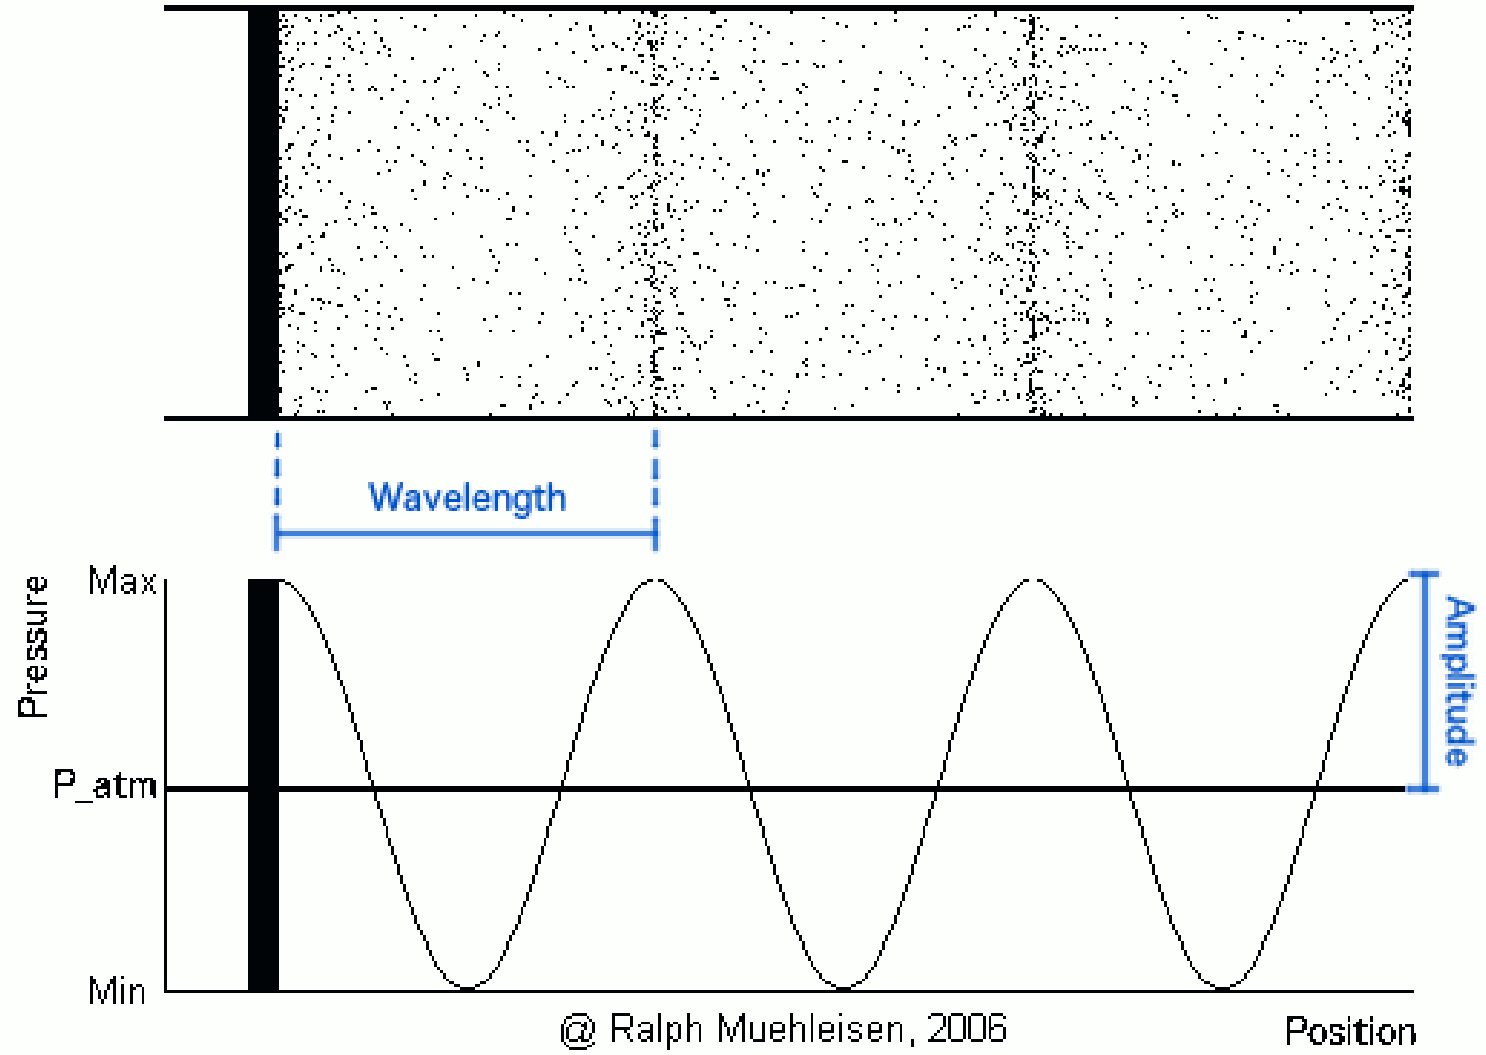 Wavelength
Pressure
Max
Amplitude
P_atm
Min
@ Ralph Muehleisen, 2006
Position